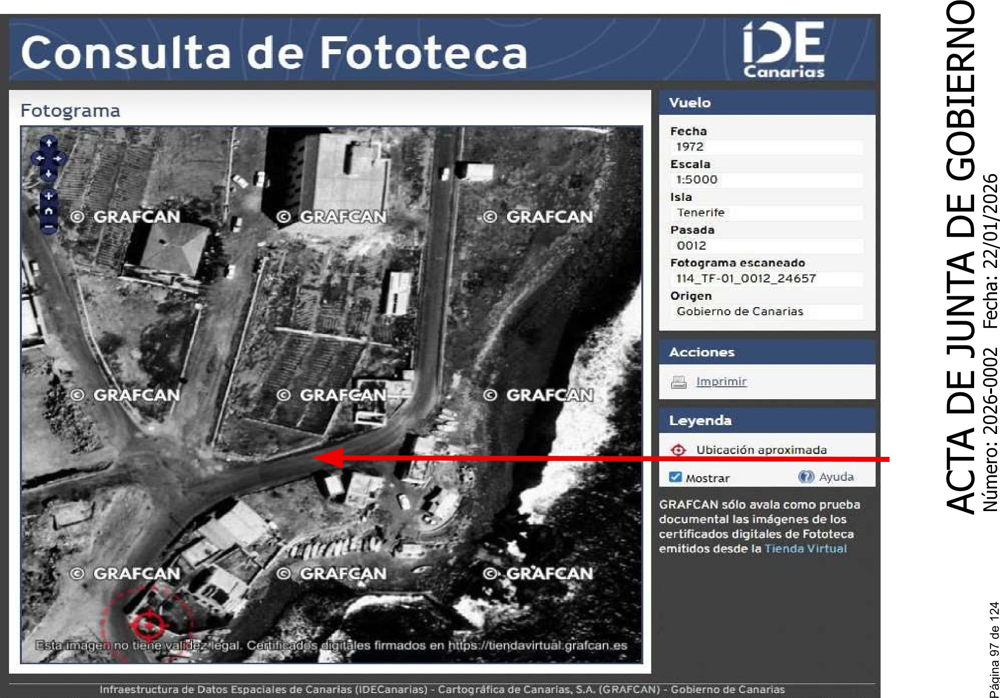 Consulta de Fototeca
iDE
Canarias
Fotograma
© GRAFCAN © GRAFCAN © GRAFCAN
© GRAFCAN © GRAFCAN © GRAFCAN
© GRAFCAN © GRAFCAN © GRAFCAN
Esta imagen no tiene validez legal. Certificados digitales firmados en https://tiendavirtual.grafcan.es
Vuelo
Fecha
1972
Escala
1:5000
Isla
Tenerife
Pasada
0012
Fotograma escaneado
114_TF-01_0012_24657
Origen
Gobierno de Canarias
Acciones
Imprimir
Leyenda
Ubicación aproximada
Mostrar
Ayuda
GRAFCAN sólo avala como prueba
documental las imágenes de los
certificados digitales de Fototeca
emitidos desde la Tienda Virtual
Infraestructura de Datos Espaciales de Canarias (IDECanarias) - Cartográfica de Canarias, S.A. (GRAFCAN) - Gobierno de Canarias
ACTA DE JUNTA DE GOBIERNO
Número: 2026-0002 Fecha: 22/01/2026
Página 97 de 124